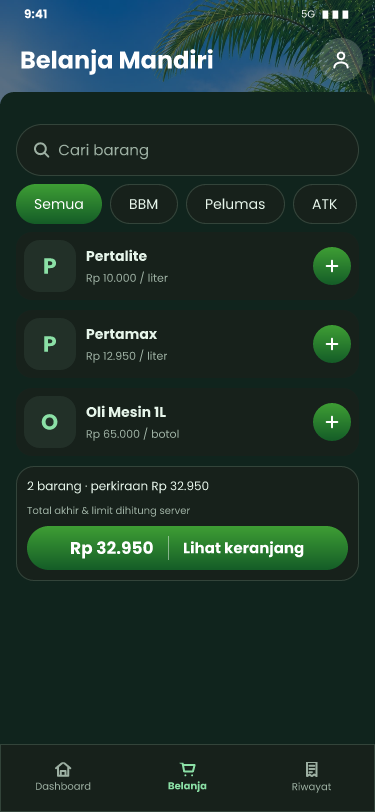 9:41
5G
Belanja Mandiri
Cari barang
Semua
BBM
Pelumas
ATK
P
Pertalite
Rp 10.000 / liter
P
Pertamax
Rp 12.950 / liter
O
Oli Mesin 1L
Rp 65.000 / botol
2 barang · perkiraan Rp 32.950
Total akhir & limit dihitung server
Rp 32.950
Lihat keranjang
Dashboard
Belanja
Riwayat